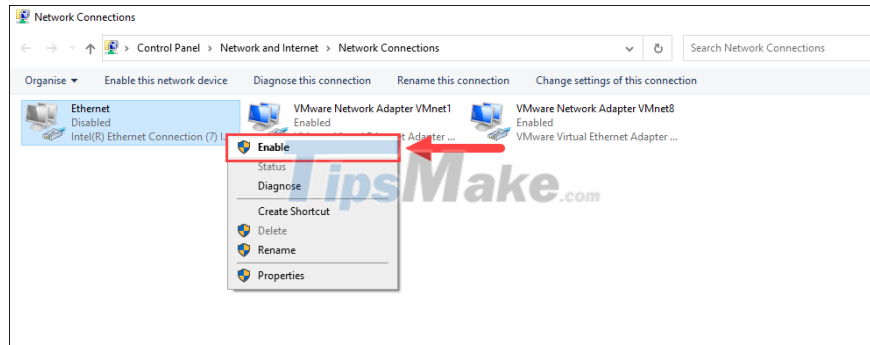 Network Connections
Control Panel > Network and Internet > Network Connections
Search Network Connections
Organise Enable this network device Diagnose this connection Rename this connection Change settings of this connection
Ethernet
Disabled
Intel(R) Ethernet Connection (7) I...
VMware Network Adapter VMnet1
Enabled
VMware Network Adapter VMnet8
Enabled
VMware Virtual Ethernet Adapter ...
Enable
Status
Diagnose
Create Shortcut
Delete
Rename
Properties
TipsMake.com